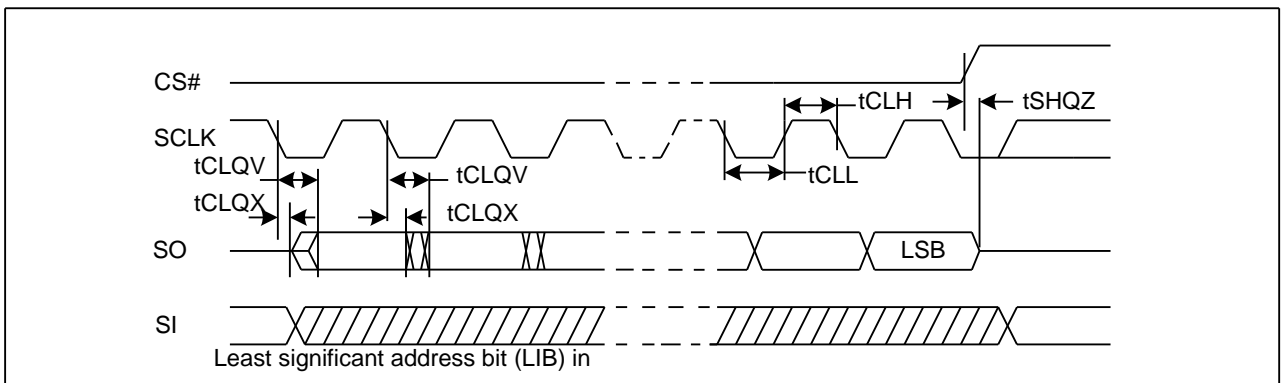 CS#
tCLH
tSHQZ
SCLK
tCLQV
tCLQV
tCLL
tCLQX
tCLQX
SO
LSB
SI
Least significant address bit (LIB) in